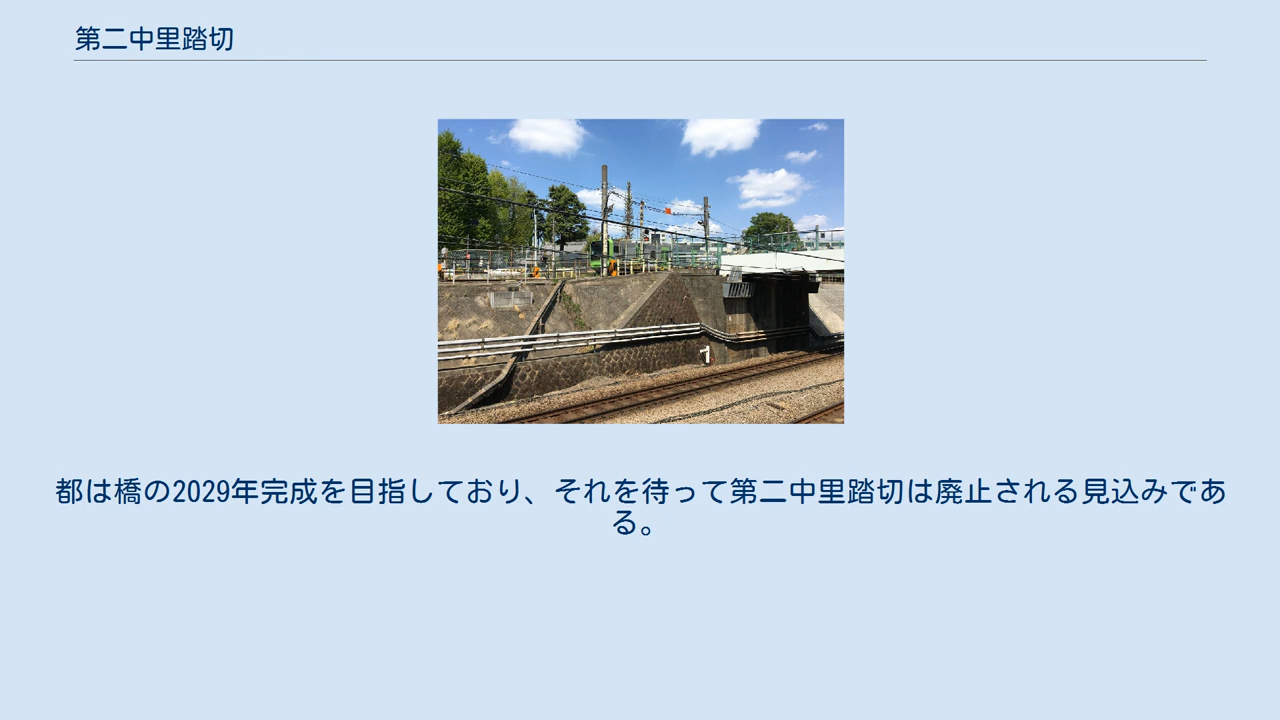 第二中里踏切
都は橋の2029年完成を目指しており、それを待って第二中里踏切は廃止される見込みであ
る。